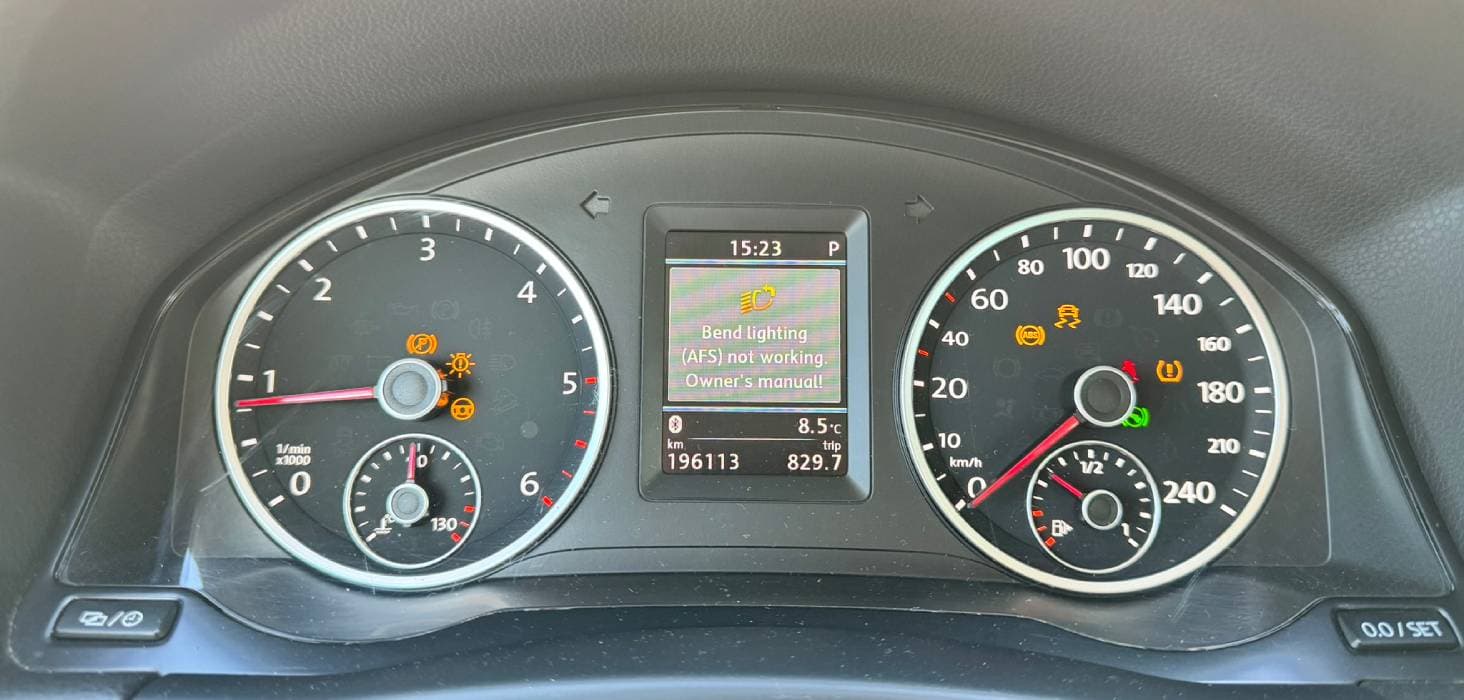 15:23 P
Bend lighting
(AFS) not working.
Owner's manual!
8.5°C
km trip
196113 829.7
0
1
2
3
4
5
6
1/min
x1000
130
P
0
10
20
40
60
80
100
120
140
160
180
210
240
km/h
ABS
1/2
1
0.0 / SET